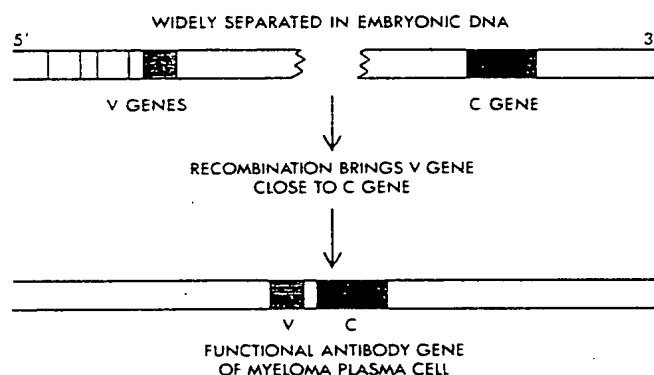 WIDELY SEPARATED IN EMBRYONIC DNA
5' 3
V GENES C GENE
RECOMBINATION BRINGS V GENE
CLOSE TO C GENE
V C
FUNCTIONAL ANTIBODY GENE
OF MYELOMA PLASMA CELL